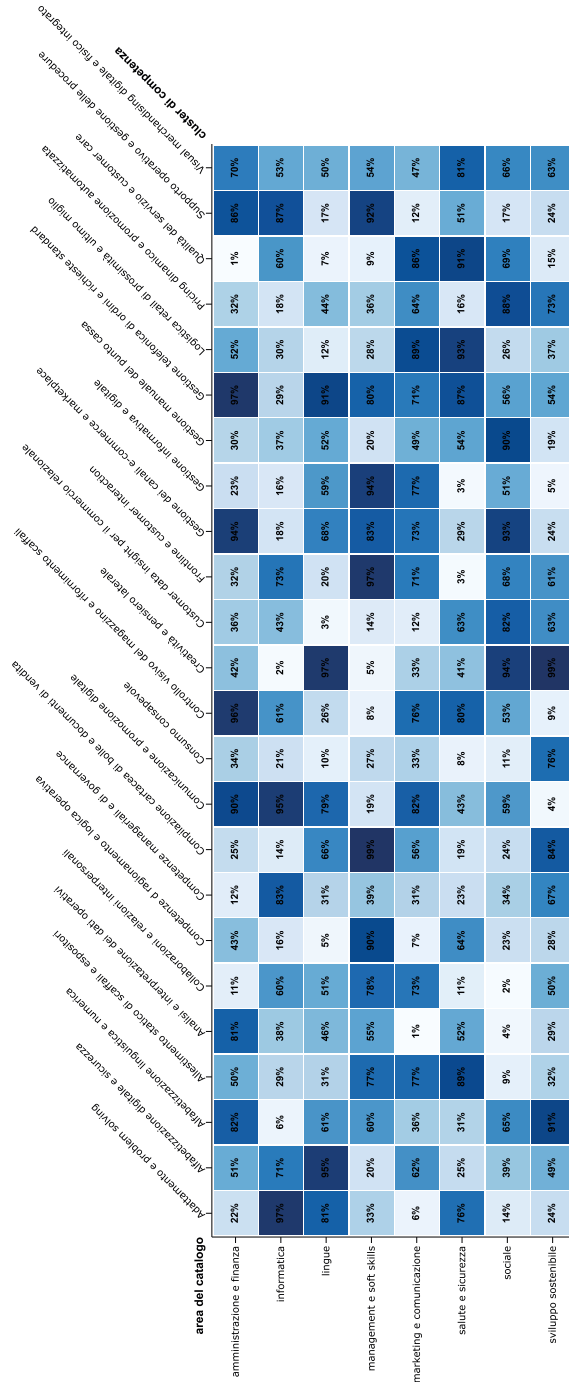 cluster di competenza
Adattamento e problem solving
Alfabetizzazione digitale e sicurezza
Alfabetizzazione linguistica e numerica
Allestimento statico di scaffali e espositori
Analisi e interpretazione dei dati operativi
Collaborazioni e relazioni interpersonali
Competenze d ragionamento e logica operativa
Competenze manageriali e di governance
Compilazione cartacea di bolle e documenti di vendita
Comunicazione e promozione digitale
Consumo consapevole
Controllo visivo del magazzino e rifornimento scaffali
Creatività e pensiero laterale
Customer data insight per il commercio relazionale
Frontline e customer interaction
Gestione dei canali e-commerce e marketplace
Gestione informativa e digitale
Gestione manuale del punto cassa
Gestione telefonica di ordini e richieste standard
Logistica retail di prossimità e ultimo miglio
Pricing dinamico e promozione automatizzata
Qualità del servizio e customer care
Supporto operativo e gestione delle procedure
Visual merchandising digitale e fisico integrato
area del catalogo
amministrazione e finanza 22% 51% 82% 50% 81% 11% 43% 12% 25% 90% 34% 96% 42% 36% 32% 94% 23% 30% 97% 52% 32% 1% 86% 70%
informatica 97% 71% 6% 29% 38% 60% 16% 83% 14% 95% 21% 61% 2% 43% 73% 18% 16% 37% 29% 30% 18% 60% 87% 53%
lingue 81% 95% 61% 31% 46% 51% 5% 31% 66% 79% 10% 26% 97% 3% 20% 68% 59% 52% 91% 12% 44% 7% 17% 50%
management e soft skills 33% 20% 60% 77% 55% 78% 90% 39% 99% 19% 27% 8% 5% 14% 97% 83% 94% 20% 80% 28% 36% 9% 92% 54%
marketing e comunicazione 6% 62% 36% 77% 1% 73% 7% 31% 56% 82% 33% 76% 33% 12% 71% 73% 77% 49% 71% 89% 64% 86% 12% 47%
salute e sicurezza 76% 25% 31% 89% 52% 11% 64% 23% 19% 43% 8% 80% 41% 63% 3% 29% 3% 54% 87% 93% 16% 91% 51% 81%
sociale 14% 39% 65% 9% 4% 2% 23% 34% 24% 59% 11% 53% 94% 82% 68% 93% 51% 90% 56% 26% 88% 69% 17% 66%
sviluppo sostenibile 24% 49% 91% 32% 29% 50% 28% 67% 84% 4% 76% 9% 99% 63% 61% 24% 5% 19% 54% 37% 73% 15% 24% 63%